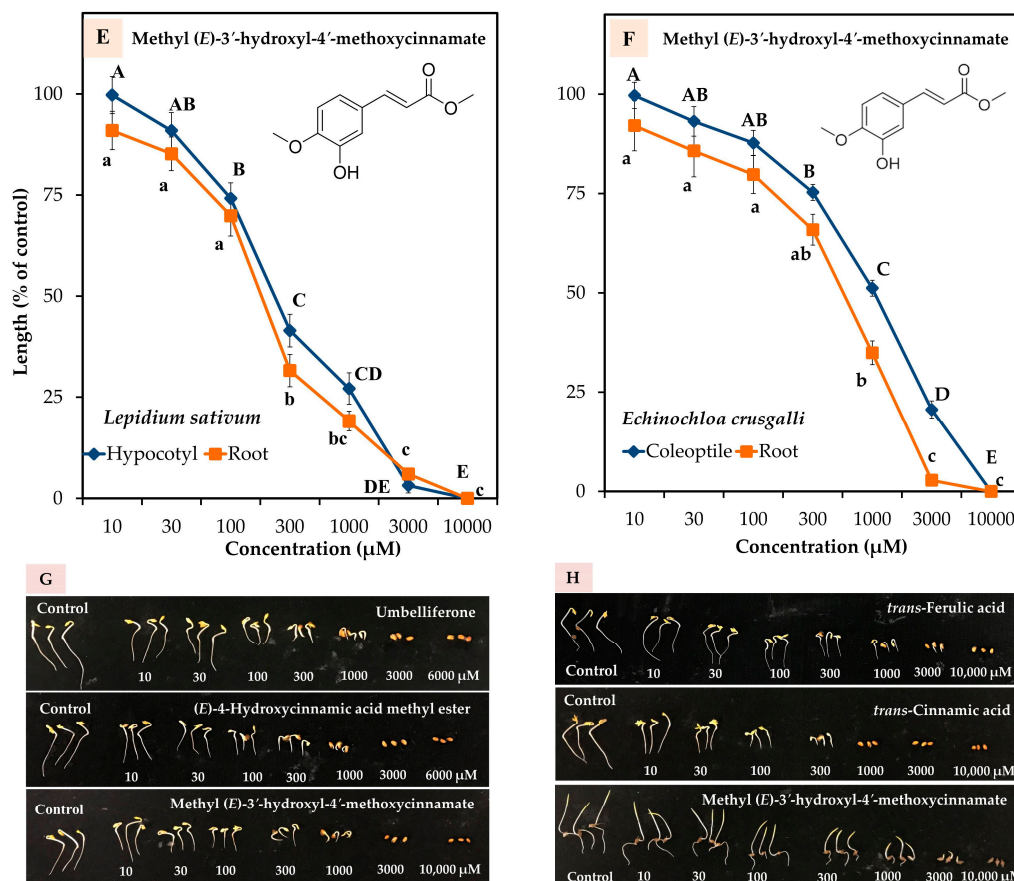 E
Methyl (E)-3′-hydroxyl-4′-methoxycinnamate
A
AB
B
C
CD
DE
E
a
a
a
b
bc
c
c
O
O
O
OH
Length (% of control)
100
75
50
25
0
Lepidium sativum
Hypocotyl Root
10 30 100 300 1000 3000 10000
Concentration (µM)
F
Methyl (E)-3′-hydroxyl-4′-methoxycinnamate
A
AB
AB
B
C
D
E
a
a
a
ab
b
c
c
O
O
O
OH
100
75
50
25
0
Echinochloa crusgalli
Coleoptile Root
10 30 100 300 1000 3000 10000
Concentration (µM)
G
Control
Umbelliferone
10 30 100 300 1000 3000 6000 µM
Control
(E)-4-Hydroxycinnamic acid methyl ester
10 30 100 300 1000 3000 6000 µM
Control
Methyl (E)-3′-hydroxyl-4′-methoxycinnamate
10 30 100 300 1000 3000 10,000 µM
H
trans-Ferulic acid
Control 10 30 100 300 1000 3000 10,000 µM
Control
trans-Cinnamic acid
10 30 100 300 1000 3000 10,000 µM
Methyl (E)-3′-hydroxyl-4′-methoxycinnamate
Control 10 30 100 300 1000 3000 10,000 µM